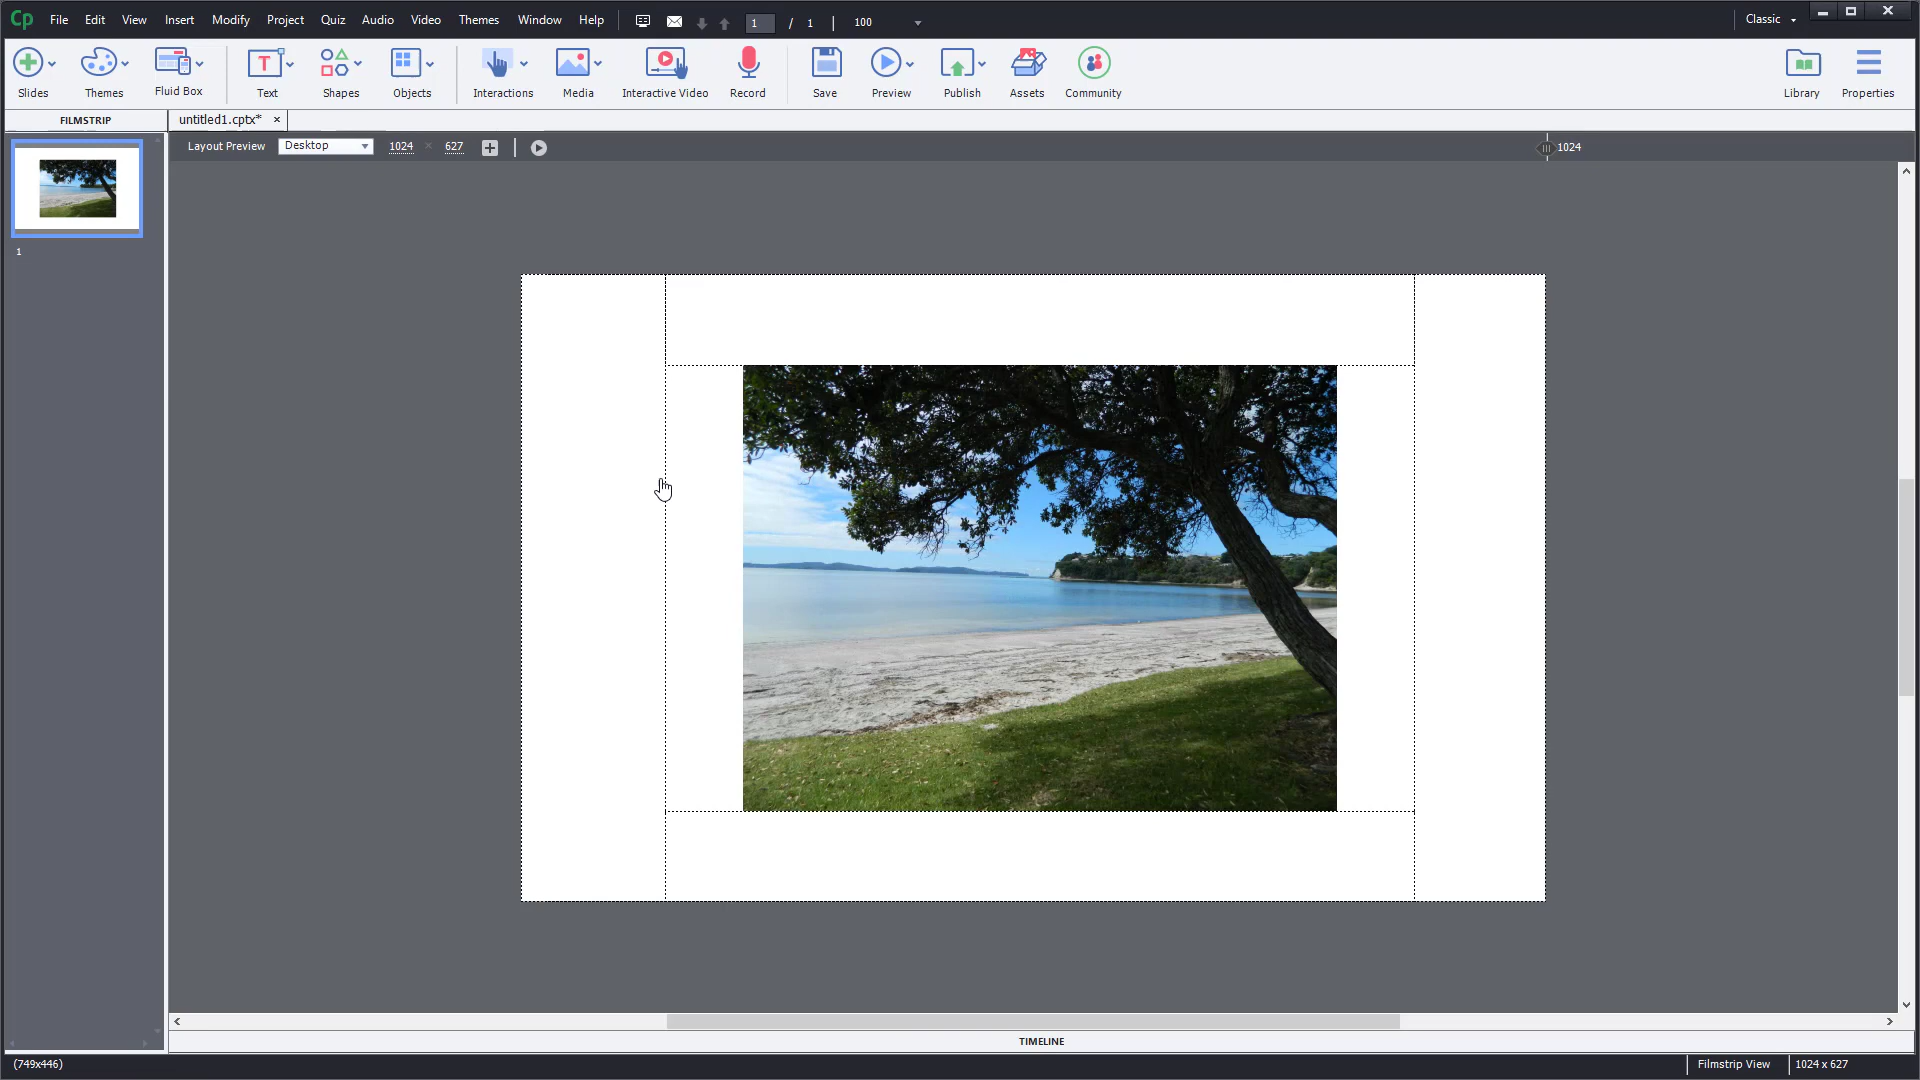 Cp File Edit View Insert Modify Project Quiz Audio Video Themes Window Help 1 / 1 100 Classic
Slides Themes Fluid Box Text Shapes Objects Interactions Media Interactive Video Record Save Preview Publish Assets Community Library Properties
FILMSTRIP untitled1.cptx* ×
Layout Preview Desktop 1024 × 627 1024
1
TIMELINE
(749x446) Filmstrip View 1024 x 627